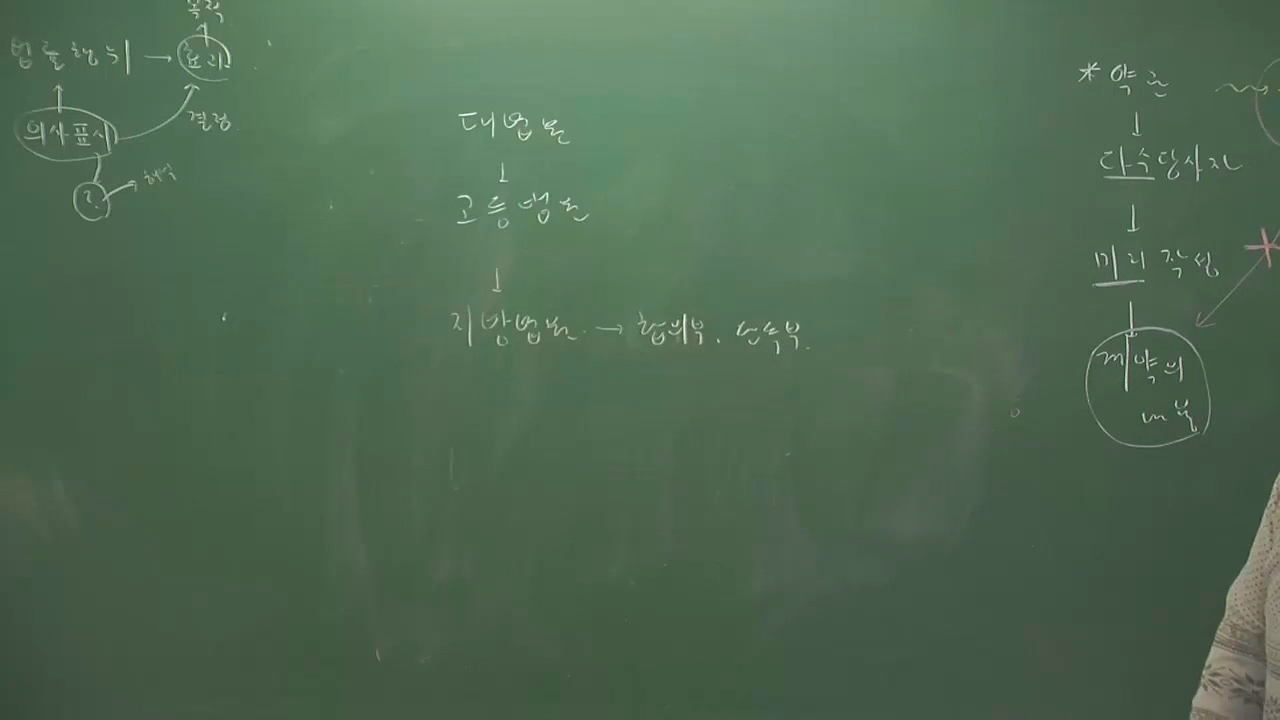 목적
법률행위 → 효과
의사표시
결정
?
해석
대법원
고등법원
지방법원 → 합의부, 단독부
* 약관
다수당사자
미리 작성
계약의
내용